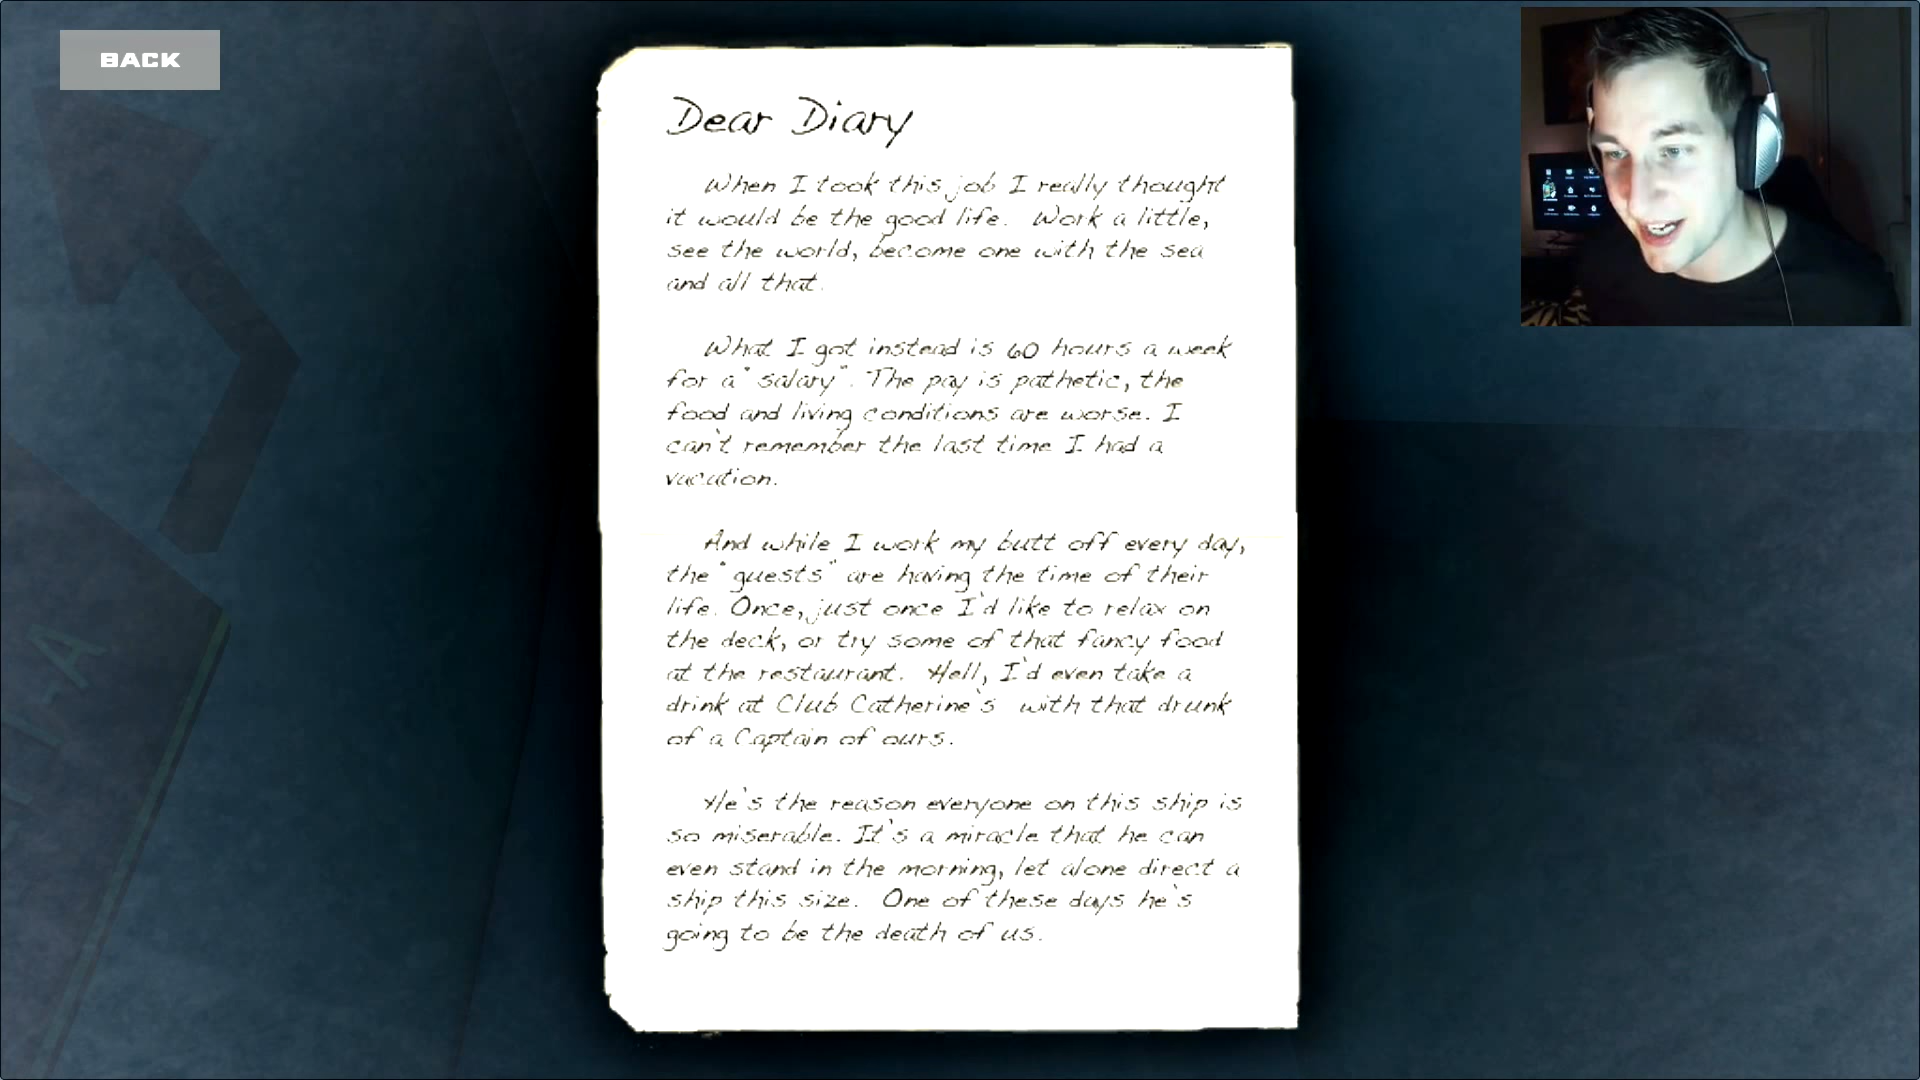 BACK
Dear Diary
When I took this job I really thought
it would be the good life. Work a little,
see the world, become one with the sea
and all that.
What I got instead is 60 hours a week
for a "salary". The pay is pathetic, the
food and living conditions are worse. I
can't remember the last time I had a
vacation.
And while I work my butt off every day,
the "guests" are having the time of their
life. Once, just once I'd like to relax on
the deck, or try some of that fancy food
at the restaurant. Hell, I'd even take a
drink at Club Catherine's with that drunk
of a Captain of ours.
He's the reason everyone on this ship is
so miserable. It's a miracle that he can
even stand in the morning, let alone direct a
ship this size. One of these days he's
going to be the death of us.